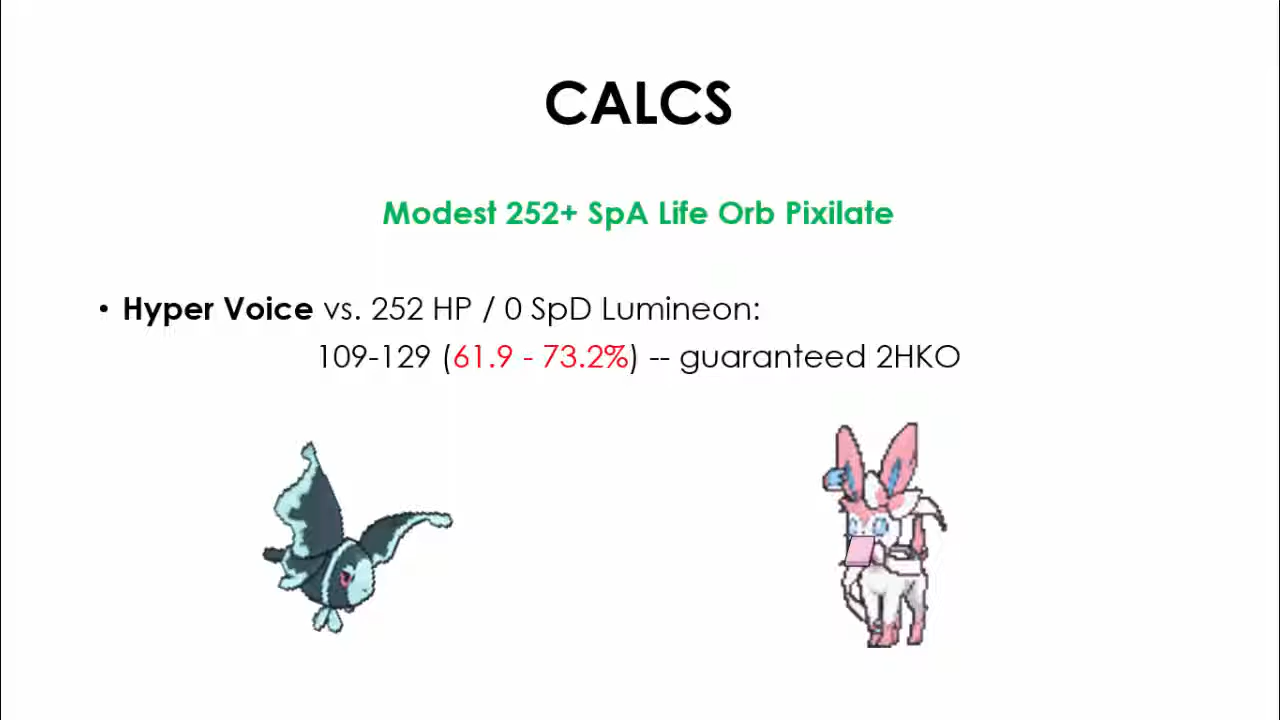 CALCS
Modest 252+ SpA Life Orb Pixilate
• Hyper Voice vs. 252 HP / 0 SpD Lumineon:
109-129 (61.9 - 73.2%) -- guaranteed 2HKO